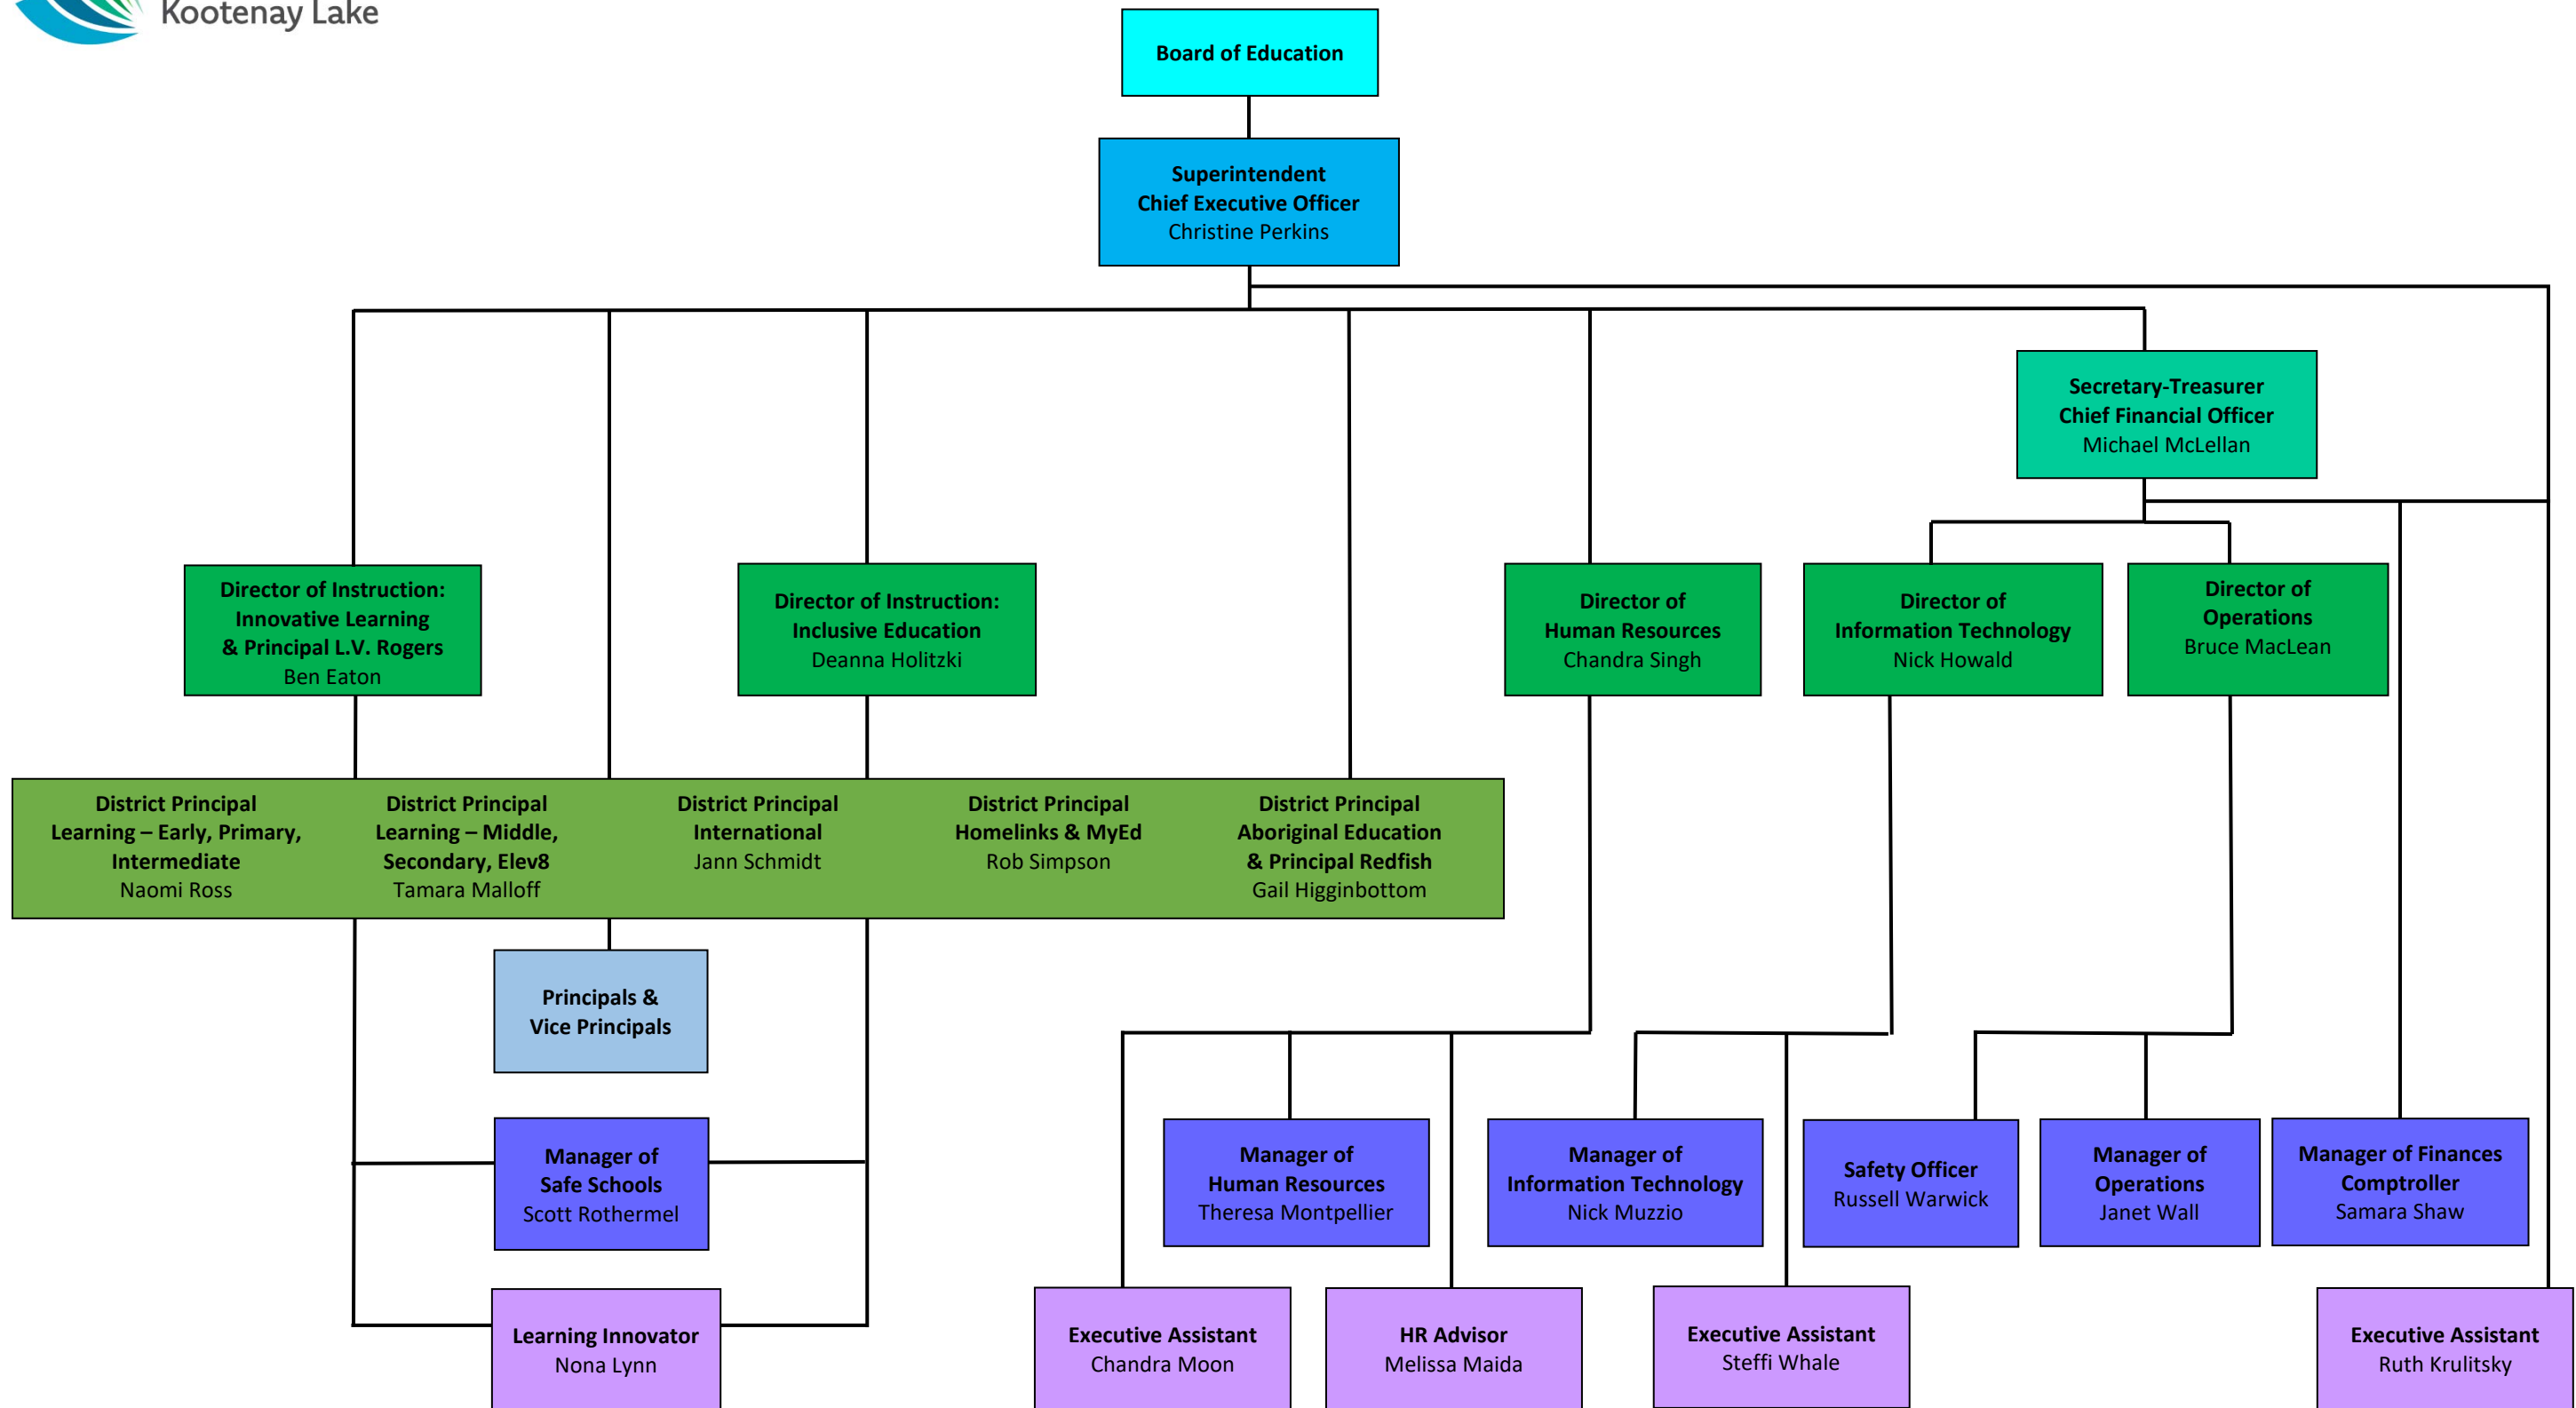 Kootenay Lake
Board of Education
Superintendent
Chief Executive Officer
Christine Perkins
Secretary-Treasurer
Chief Financial Officer
Michael McLellan
Director of Instruction:
Innovative Learning
& Principal L.V. Rogers
Ben Eaton
Director of Instruction:
Inclusive Education
Deanna Holitzki
Director of
Human Resources
Chandra Singh
Director of
Information Technology
Nick Howald
Director of
Operations
Bruce MacLean
District Principal
Learning – Early, Primary,
Intermediate
Naomi Ross
District Principal
Learning – Middle,
Secondary, Elev8
Tamara Malloff
District Principal
International
Jann Schmidt
District Principal
Homelinks & MyEd
Rob Simpson
District Principal
Aboriginal Education
& Principal Redfish
Gail Higginbottom
Principals &
Vice Principals
Manager of
Safe Schools
Scott Rothermel
Manager of
Human Resources
Theresa Montpellier
Manager of
Information Technology
Nick Muzzio
Safety Officer
Russell Warwick
Manager of
Operations
Janet Wall
Manager of Finances
Comptroller
Samara Shaw
Learning Innovator
Nona Lynn
Executive Assistant
Chandra Moon
HR Advisor
Melissa Maida
Executive Assistant
Steffi Whale
Executive Assistant
Ruth Krulitsky